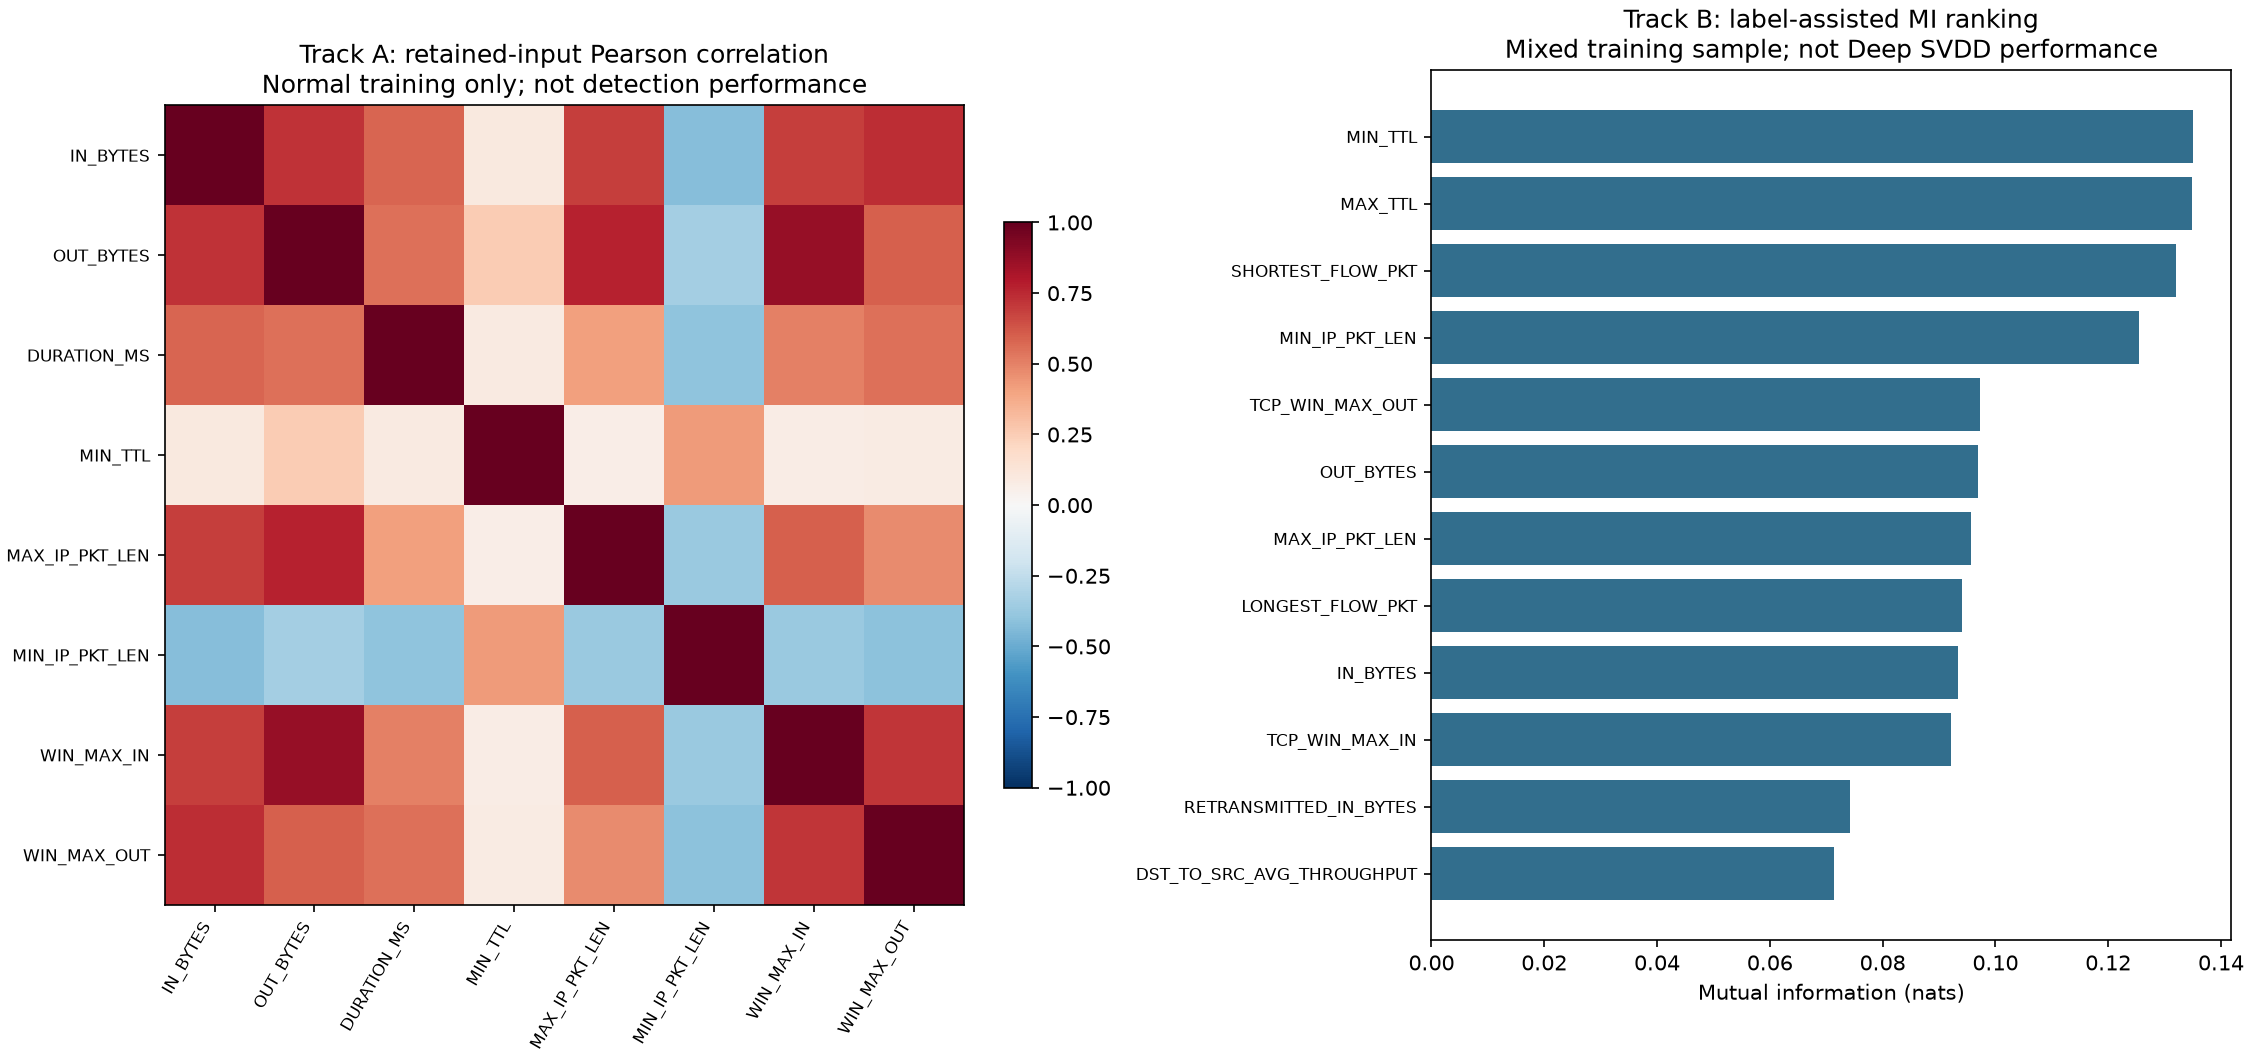 Track A: retained-input Pearson correlation
Normal training only; not detection performance
IN_BYTES
OUT_BYTES
DURATION_MS
MIN_TTL
MAX_IP_PKT_LEN
MIN_IP_PKT_LEN
WIN_MAX_IN
WIN_MAX_OUT
IN_BYTES
OUT_BYTES
DURATION_MS
MIN_TTL
MAX_IP_PKT_LEN
MIN_IP_PKT_LEN
WIN_MAX_IN
WIN_MAX_OUT
1.00
0.75
0.50
0.25
0.00
−0.25
−0.50
−0.75
−1.00
Track B: label-assisted MI ranking
Mixed training sample; not Deep SVDD performance
MIN_TTL
MAX_TTL
SHORTEST_FLOW_PKT
MIN_IP_PKT_LEN
TCP_WIN_MAX_OUT
OUT_BYTES
MAX_IP_PKT_LEN
LONGEST_FLOW_PKT
IN_BYTES
TCP_WIN_MAX_IN
RETRANSMITTED_IN_BYTES
DST_TO_SRC_AVG_THROUGHPUT
0.00 0.02 0.04 0.06 0.08 0.10 0.12 0.14
Mutual information (nats)